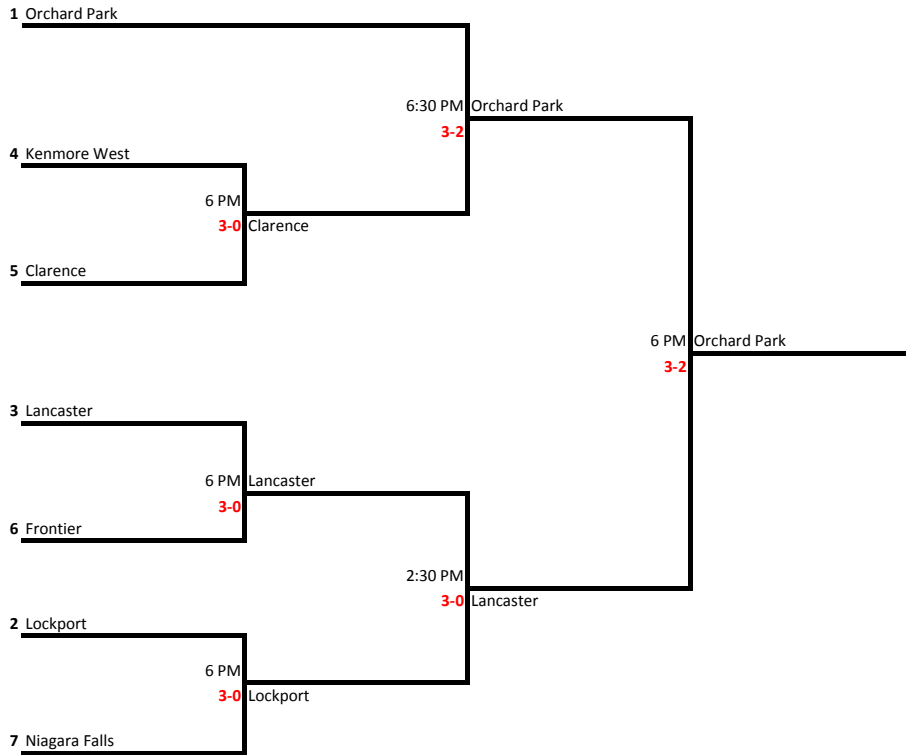 1 Orchard Park
6:30 PM Orchard Park
3-2
4 Kenmore West
6 PM
3-0 Clarence
5 Clarence
6 PM Orchard Park
3-2
3 Lancaster
6 PM Lancaster
3-0
6 Frontier
2:30 PM
3-0 Lancaster
2 Lockport
6 PM
3-0 Lockport
7 Niagara Falls